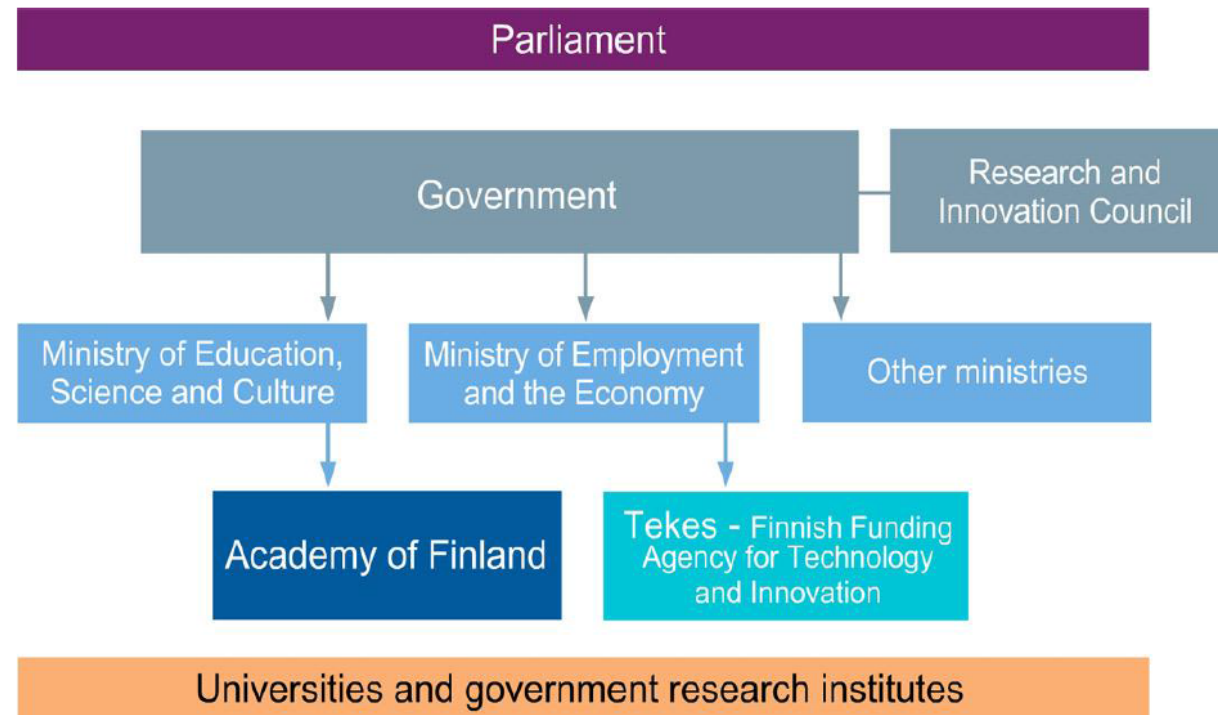 Parliament
Government
Research and
Innovation Council
Ministry of Education,
Science and Culture
Ministry of Employment
and the Economy
Other ministries
Academy of Finland
Tekes - Finnish Funding
Agency for Technology
and Innovation
Universities and government research institutes